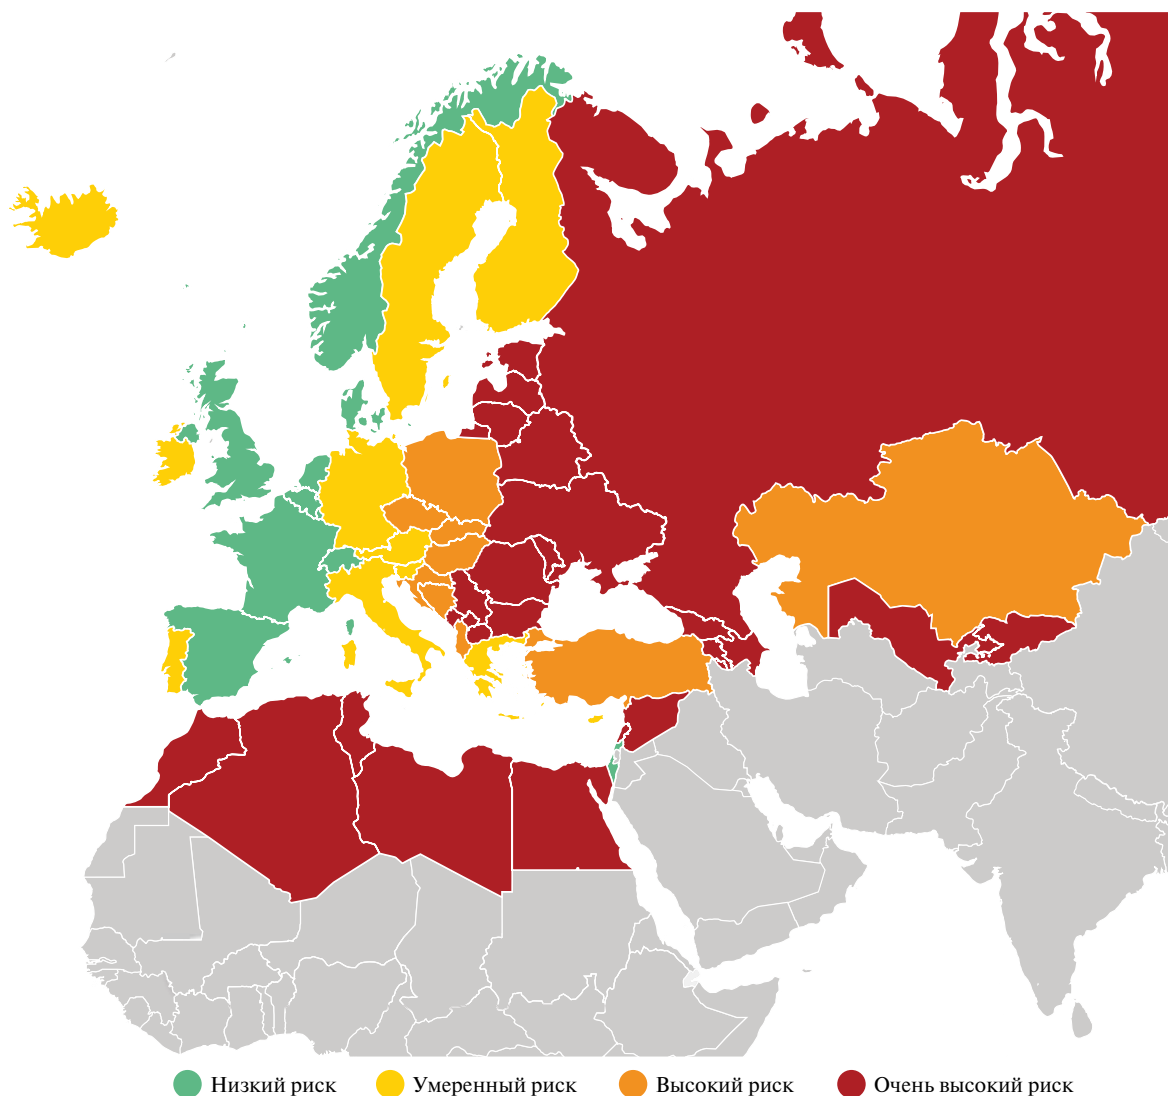 Низкий риск
Умеренный риск
Высокий риск
Очень высокий риск